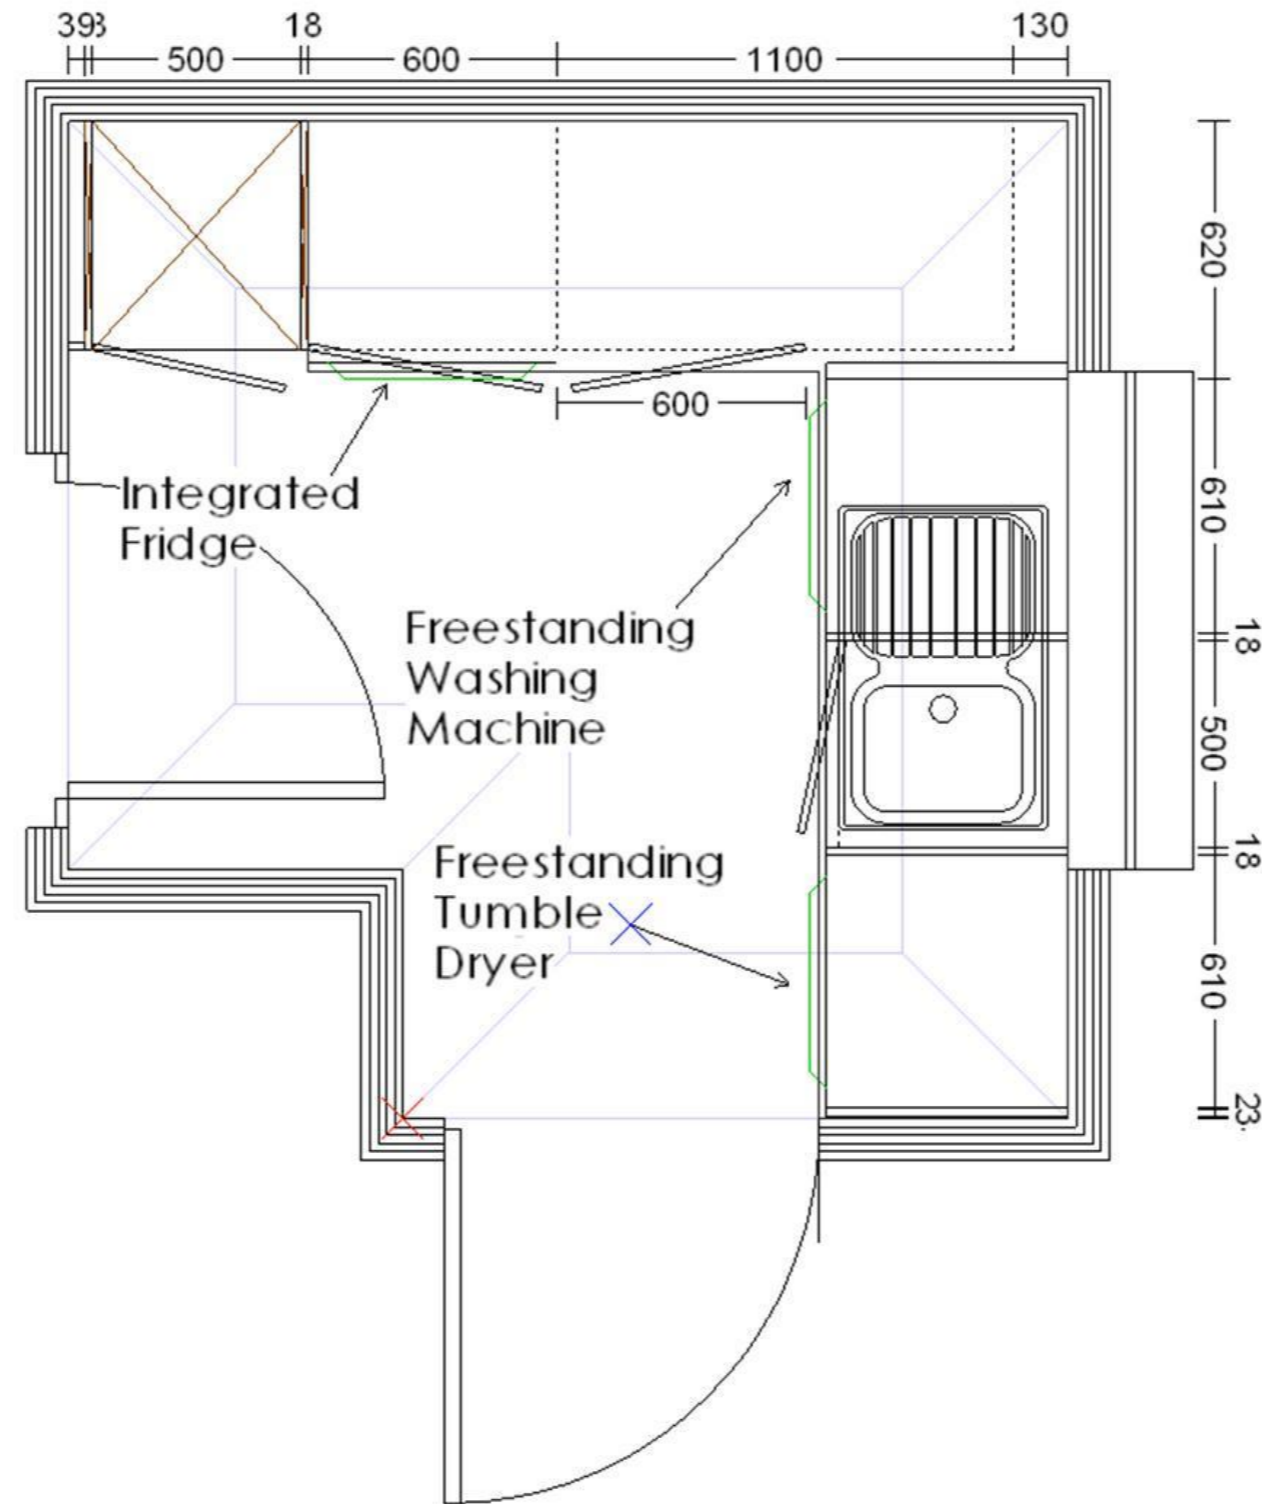 39 18 130
500 600 1100
620
600
Integrated
Fridge
610
Freestanding
Washing
Machine
18
500
18
Freestanding
Tumble
Dryer
610
23